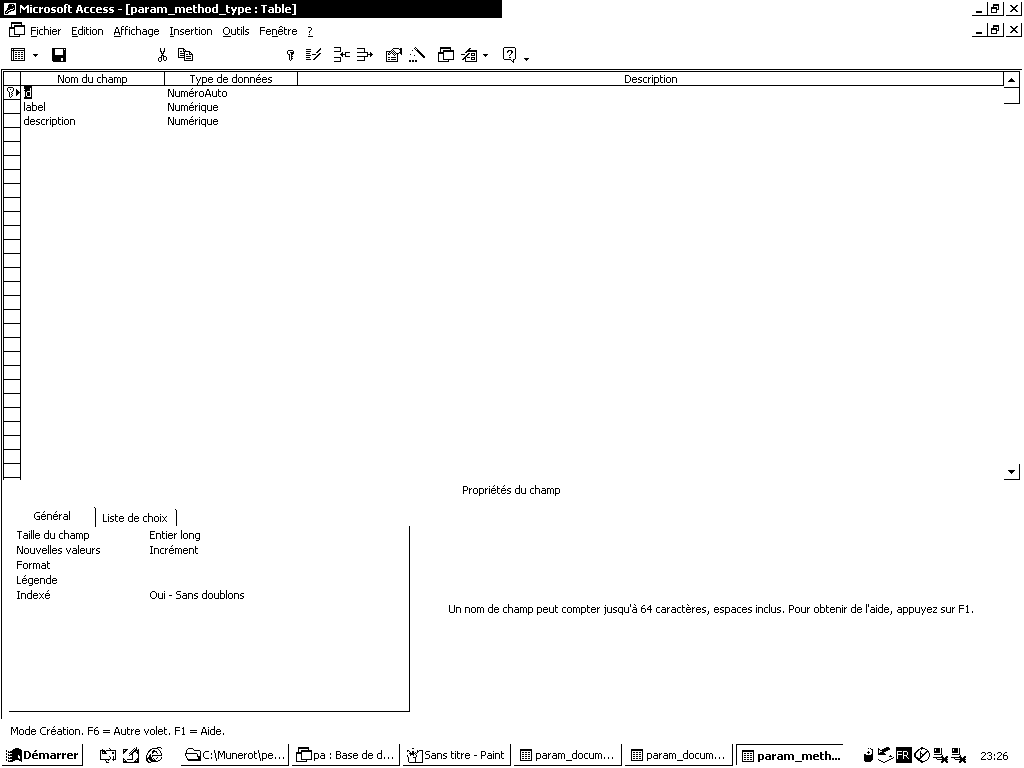 Microsoft Access - [param_method_type : Table]
Fichier Edition Affichage Insertion Outils Fenêtre ?
Nom du champ Type de données Description
id NuméroAuto
label Numérique
description Numérique
Propriétés du champ
Général Liste de choix
Taille du champ Entier long
Nouvelles valeurs Incrément
Format
Légende
Indexé Oui - Sans doublons
Un nom de champ peut compter jusqu'à 64 caractères, espaces inclus. Pour obtenir de l'aide, appuyez sur F1.
Mode Création. F6 = Autre volet. F1 = Aide.
Démarrer C:\Munerot\pe... pa : Base de d... Sans titre - Paint param_docum... param_docum... param_meth... FR 23:26